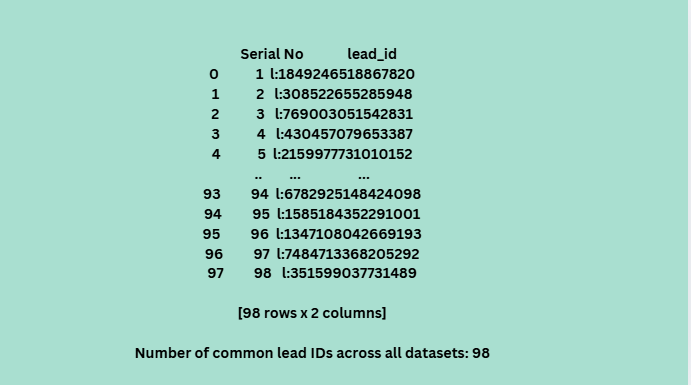 Serial No lead_id
0 1 l:1849246518867820
1 2 l:308522655285948
2 3 l:769003051542831
3 4 l:430457079653387
4 5 l:2159977731010152
.. ... ...
93 94 l:6782925148424098
94 95 l:1585184352291001
95 96 l:1347108042669193
96 97 l:7484713368205292
97 98 l:351599037731489
[98 rows x 2 columns]
Number of common lead IDs across all datasets: 98